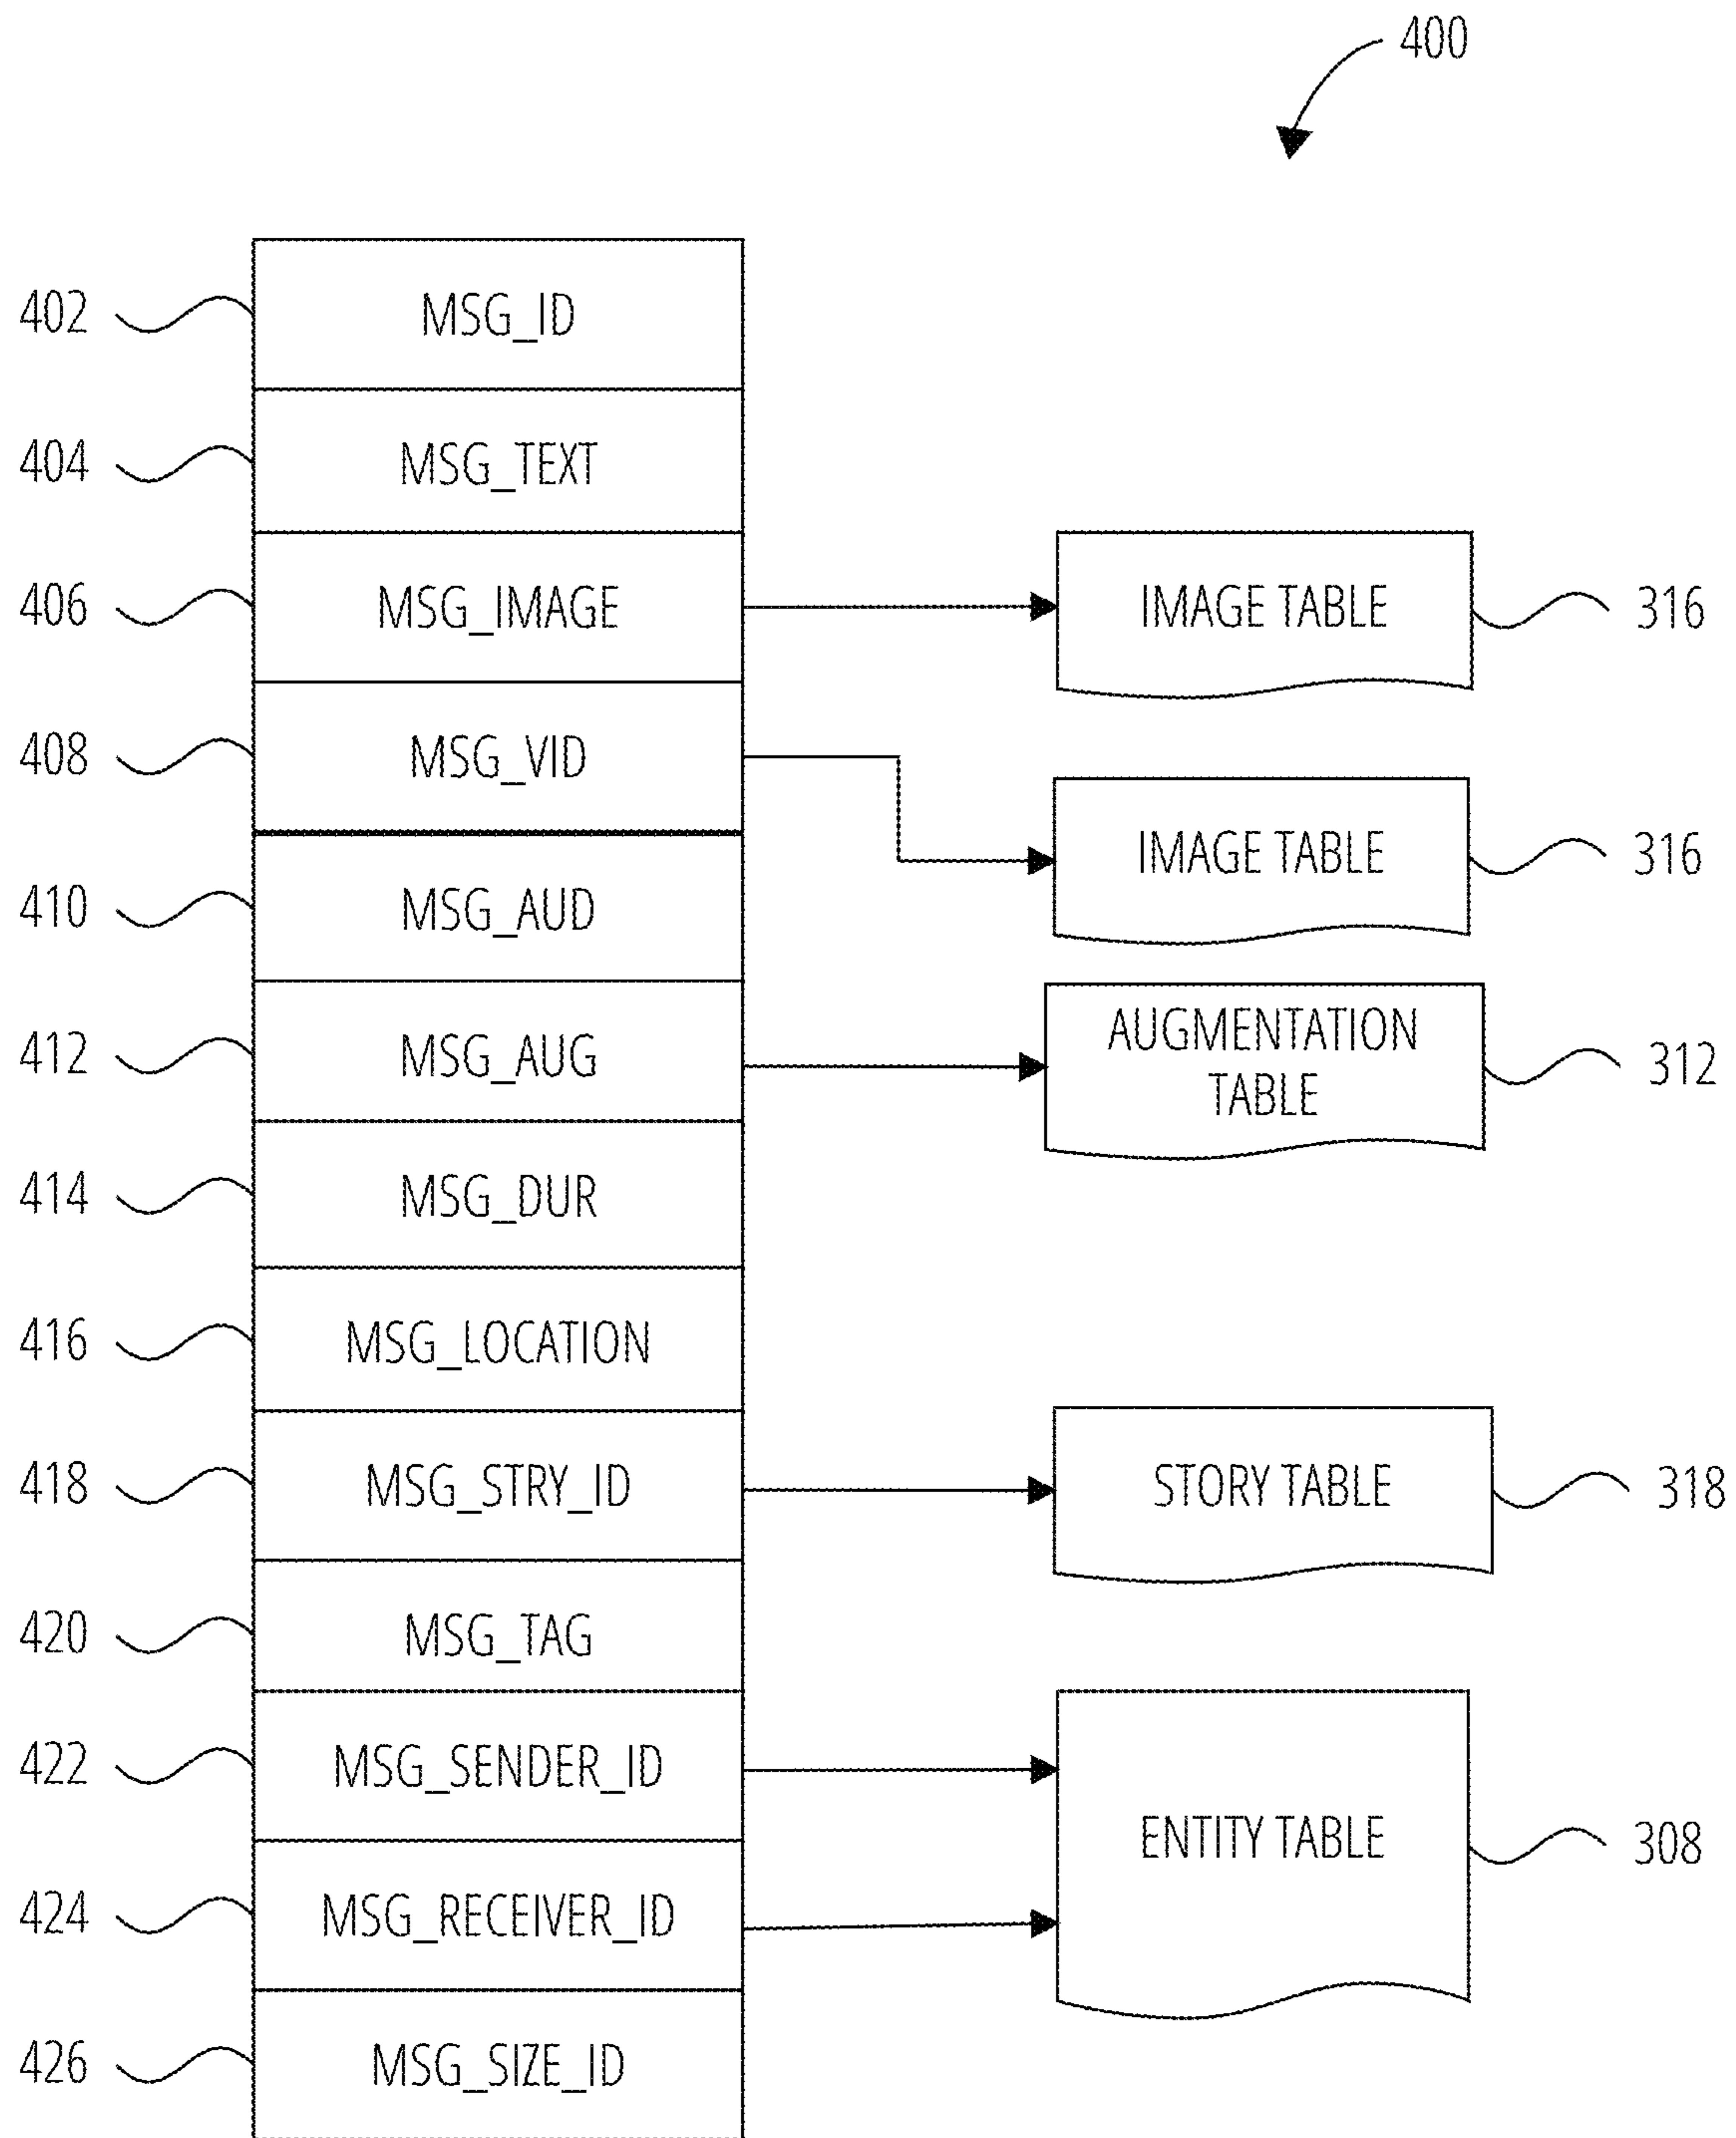 400
402 MSG_ID
404 MSG_TEXT
406 MSG_IMAGE IMAGE TABLE 316
408 MSG_VID
IMAGE TABLE 316
410 MSG_AUD
412 MSG_AUG AUGMENTATION
TABLE 312
414 MSG_DUR
416 MSG_LOCATION
418 MSG_STRY_ID STORY TABLE 318
420 MSG_TAG
422 MSG_SENDER_ID
ENTITY TABLE 308
424 MSG_RECEIVER_ID
426 MSG_SIZE_ID